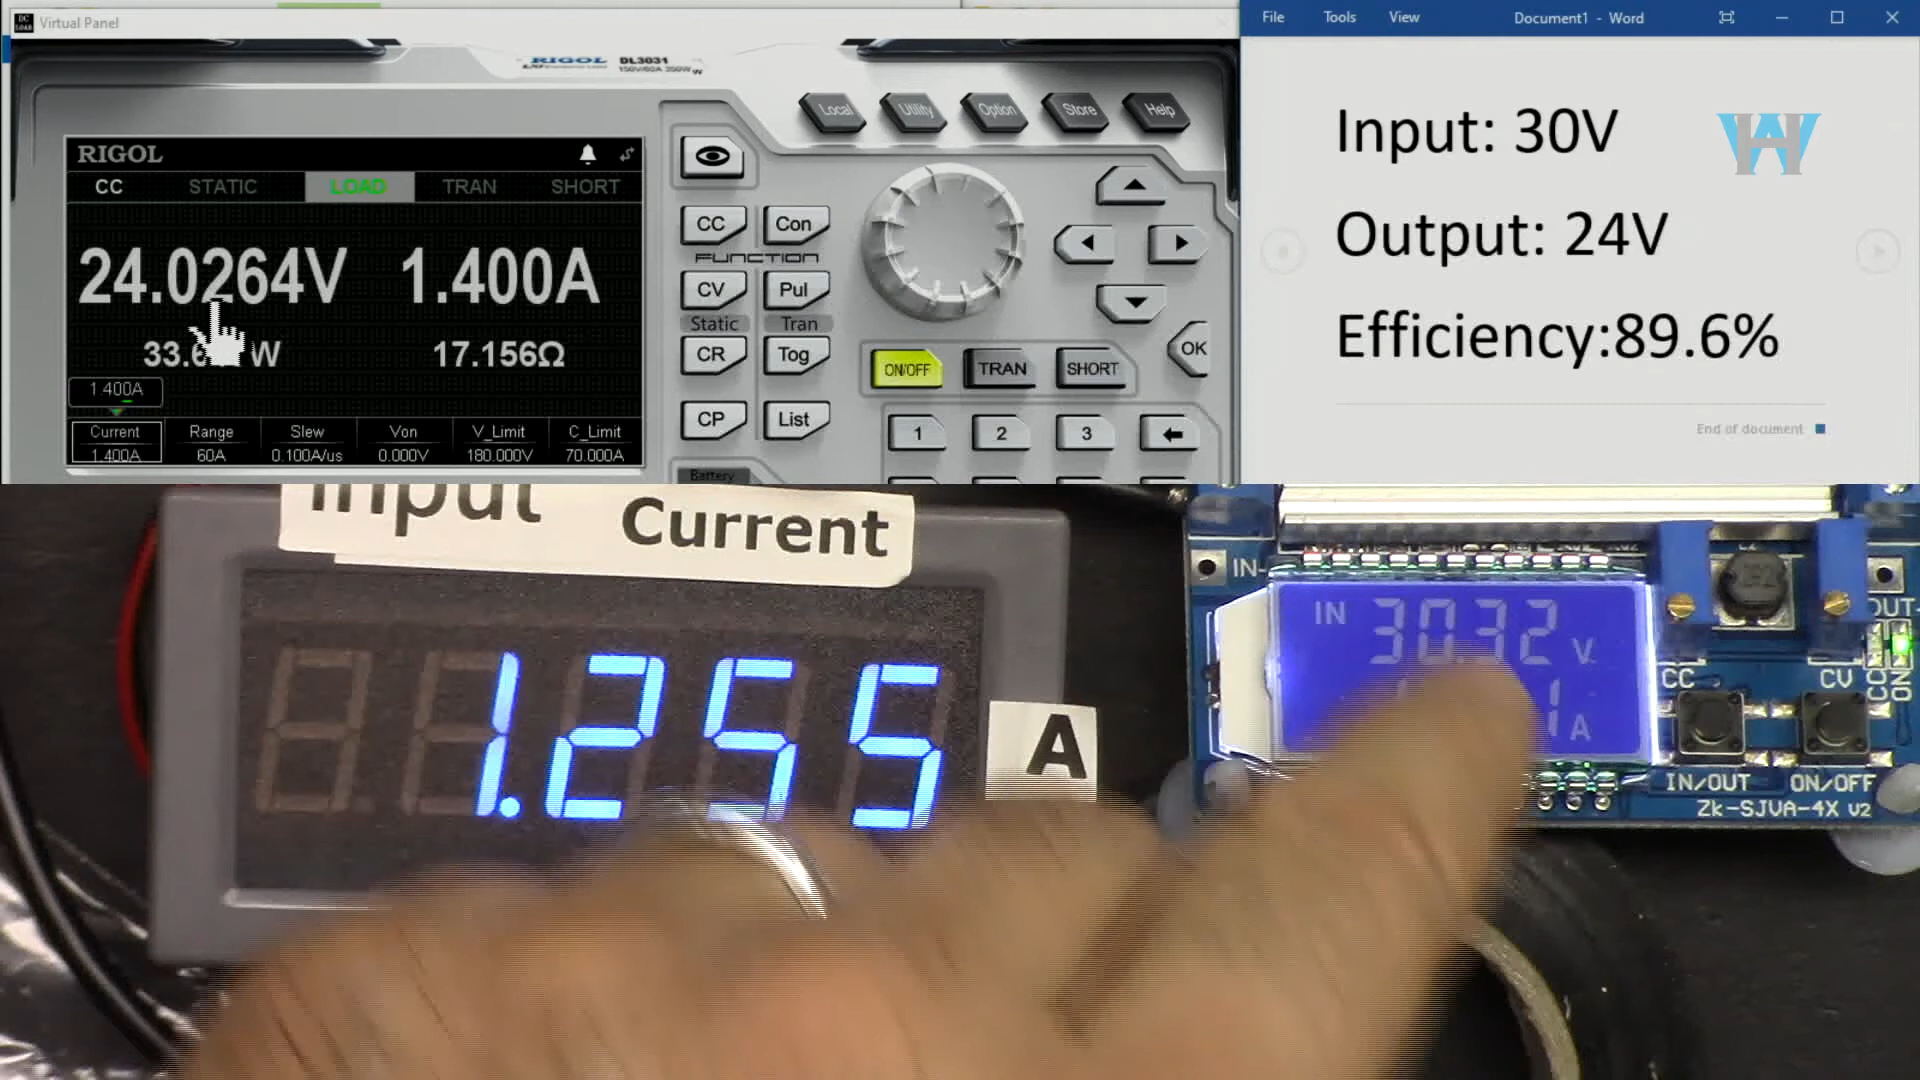 Virtual Panel
File Tools View Document1 - Word
RIGOL DL3031
Local Utility Option Store Help
RIGOL
CC STATIC LOAD TRAN SHORT
24.0264V 1.400A
17.156Ω
1.400A
Current Range Slew Von V_Limit C_Limit
1.400A 60A 0.100A/us 0.000V 180.000V 70.000A
CC Con
FUNCTION
CV Pul
Static Tran
CR Tog
CP List
Battery
OK
ON/OFF TRAN SHORT
1 2 3
Input: 30V
Output: 24V
Efficiency:89.6%
End of document
Input Current
1.255
A
IN-
IN 30.32 V
A
CC CV
CC ON
OUT-
IN/OUT ON/OFF
Zk-SJVA-4X V2